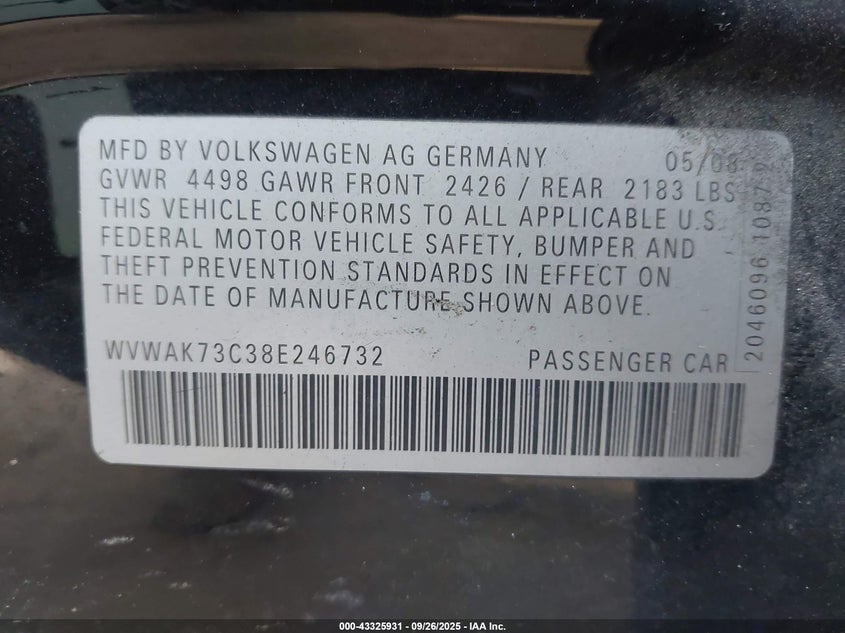 MFD BY VOLKSWAGEN AG GERMANY 05/08
GVWR 4498 GAWR FRONT 2426 / REAR 2183 LBS
THIS VEHICLE CONFORMS TO ALL APPLICABLE U.S.
FEDERAL MOTOR VEHICLE SAFETY, BUMPER AND
THEFT PREVENTION STANDARDS IN EFFECT ON
THE DATE OF MANUFACTURE SHOWN ABOVE.
WVWAK73C38E246732 PASSENGER CAR
2046096
000-43325931 - 09/26/2025 - IAA Inc.